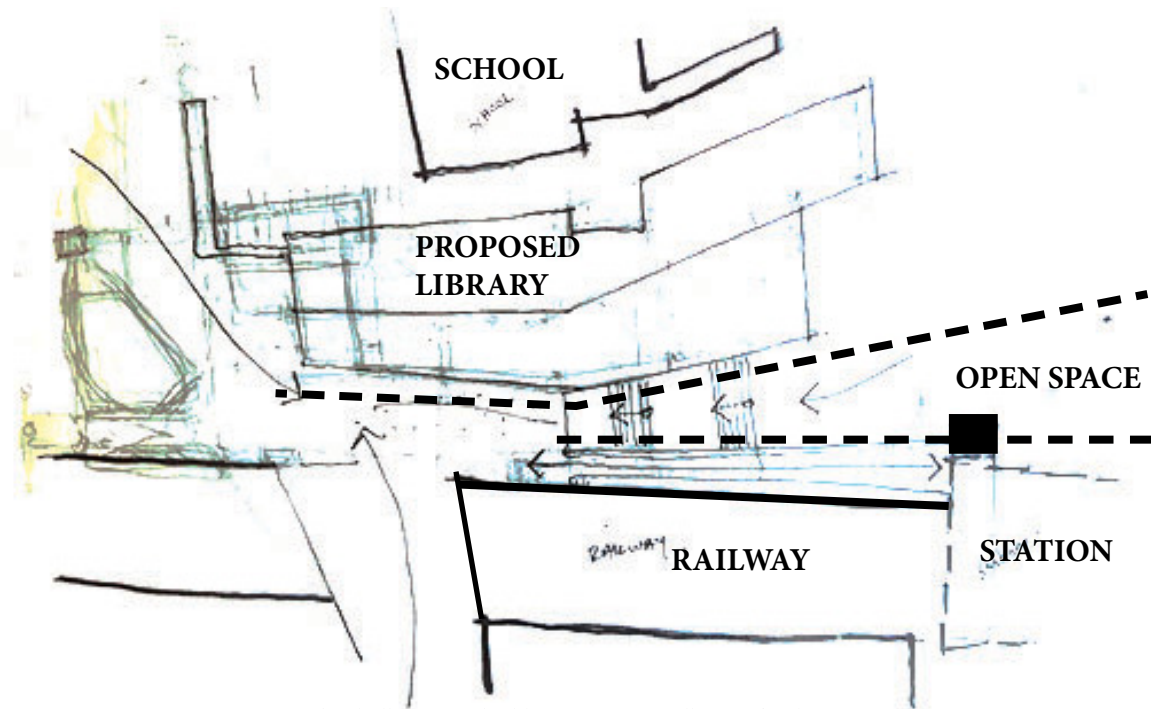 SCHOOL
SCHOOL
PROPOSED
LIBRARY
OPEN SPACE
RAILWAY
RAILWAY
STATION